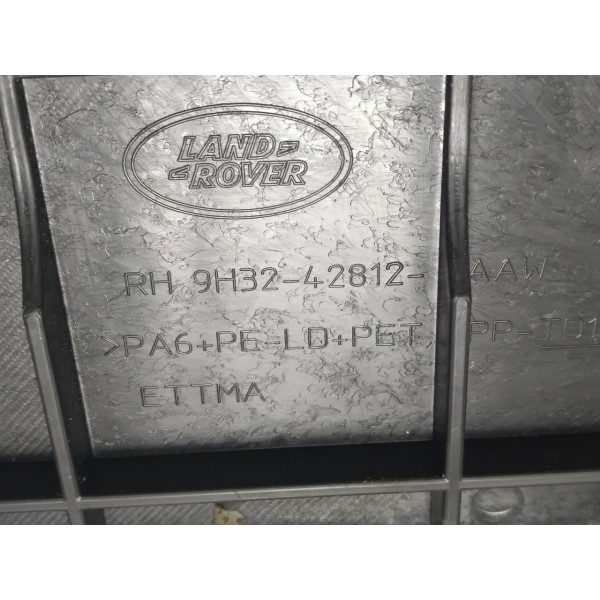 LAND
ROVER
RH 9H32-42812- AAW
>PA6+PE-LD+PET, PP-TD1
ETTMA